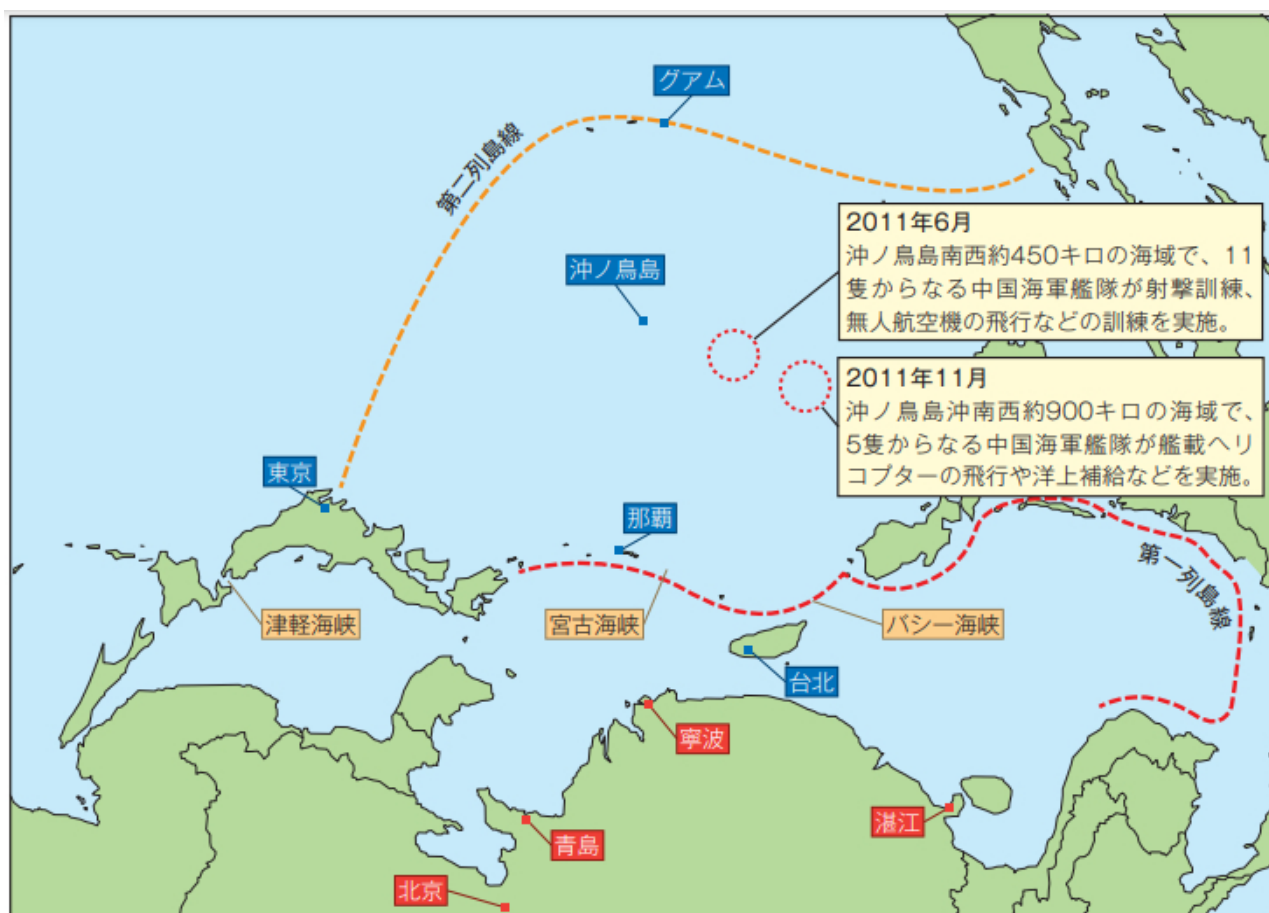 グアム
第二列島線
2011年6月
沖ノ鳥島南西約450キロの海域で、11
隻からなる中国海軍艦隊が射撃訓練、
無人航空機の飛行などの訓練を実施。
沖ノ鳥島
2011年11月
沖ノ鳥島沖南西約900キロの海域で、
5隻からなる中国海軍艦隊が艦載ヘリ
コプターの飛行や洋上補給などを実施。
東京
那覇
第一列島線
津軽海峡
宮古海峡
バシー海峡
台北
寧波
湛江
青島
北京